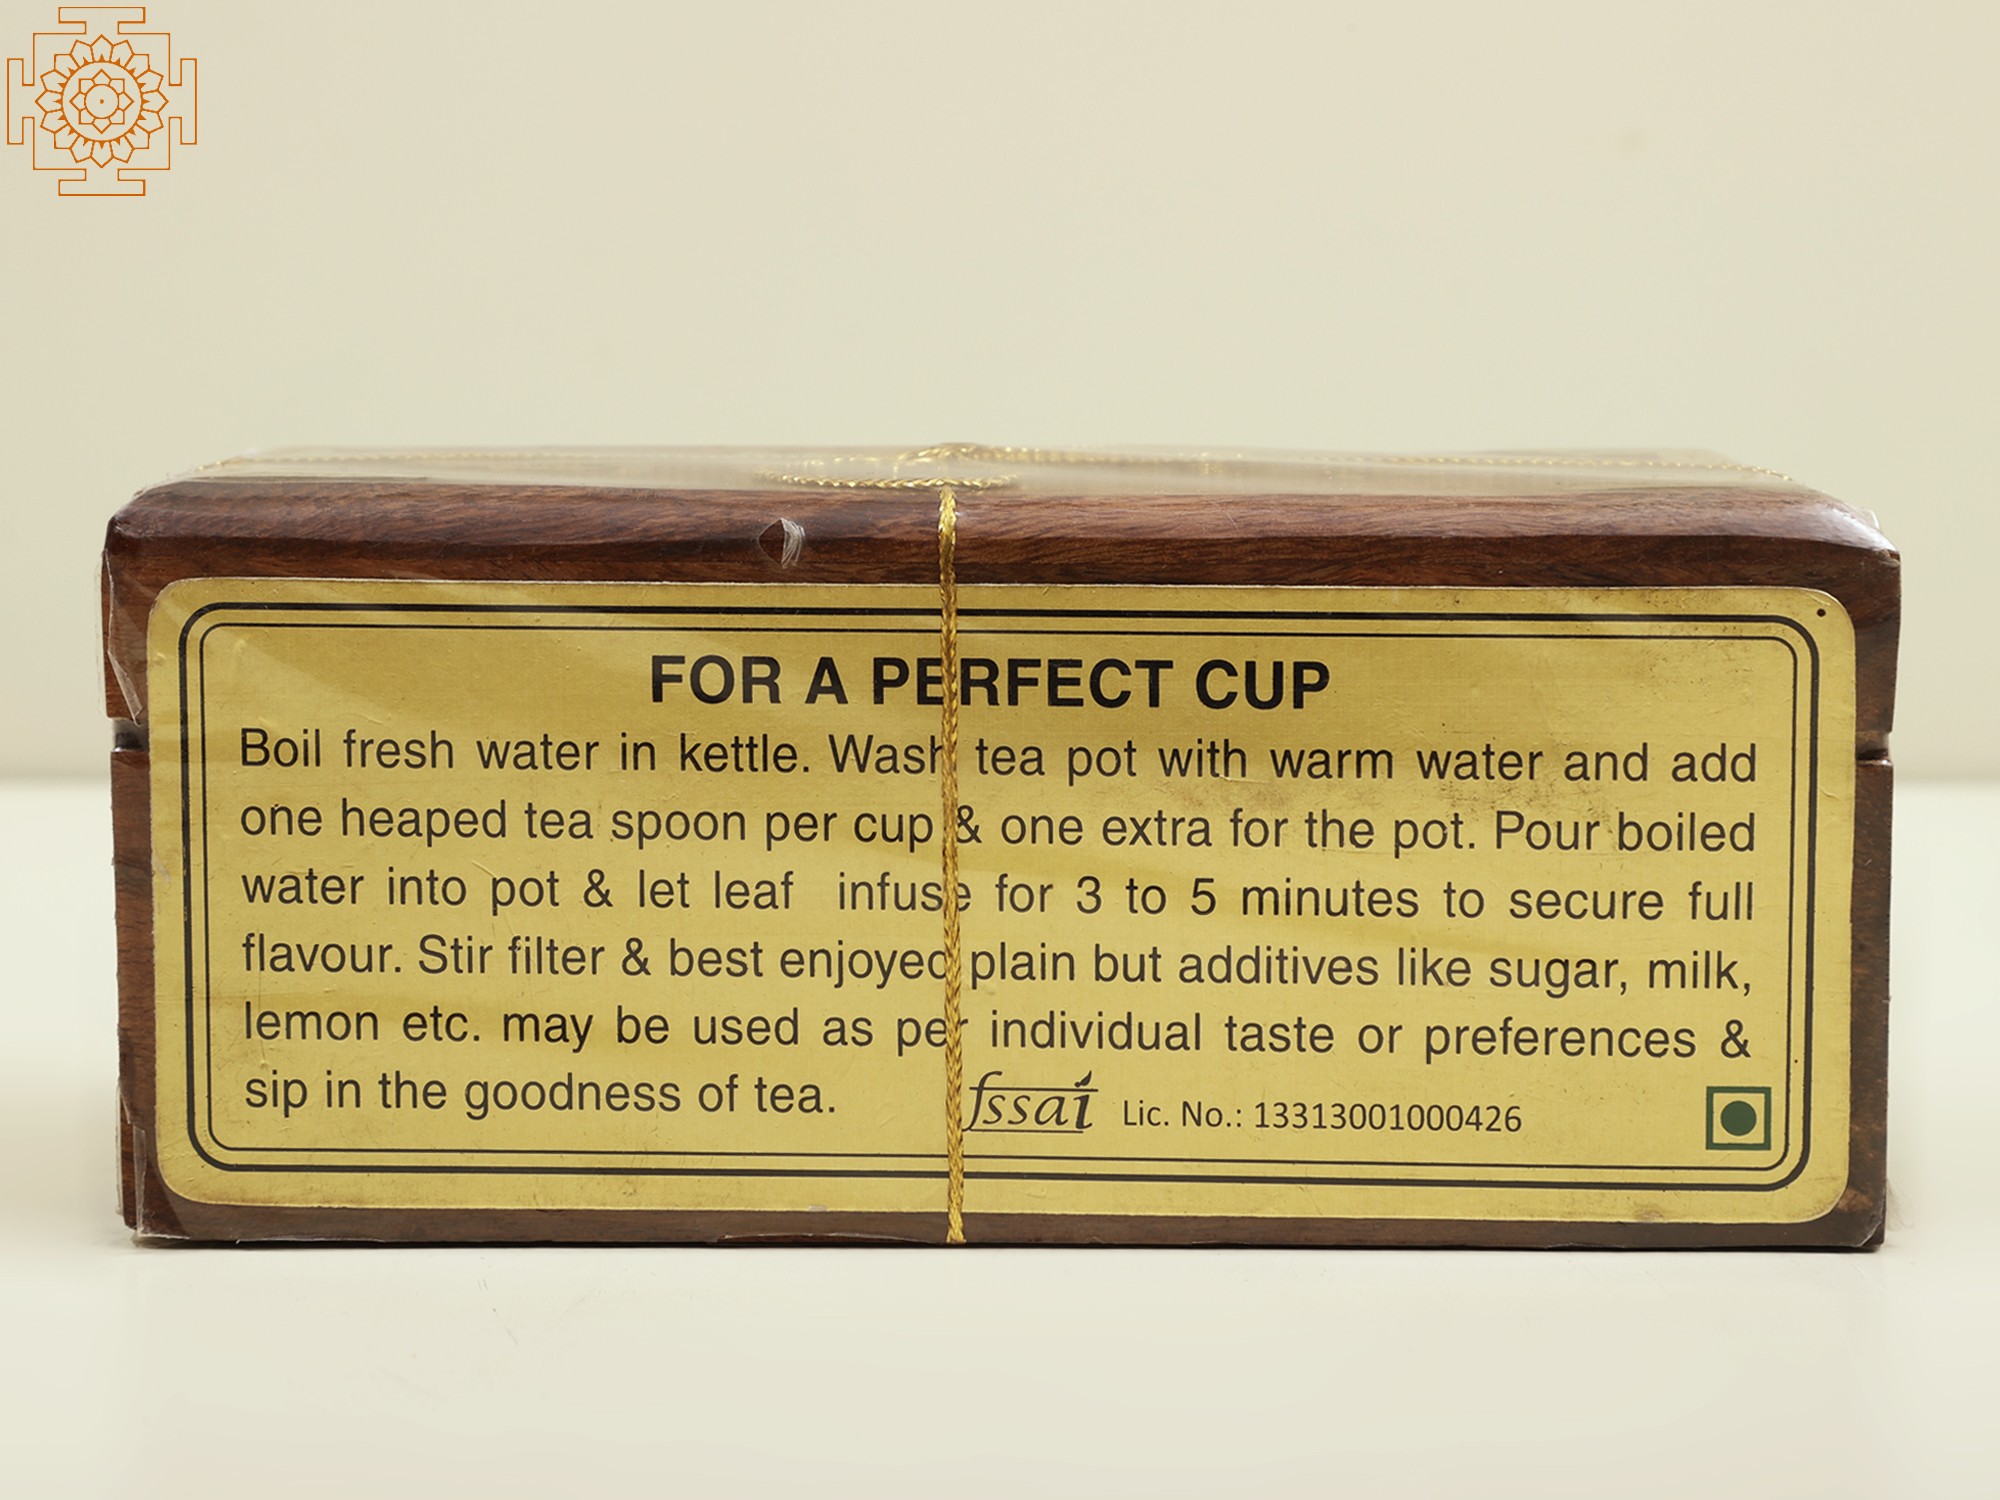 FOR A PERFECT CUP
Boil fresh water in kettle. Wash tea pot with warm water and add
one heaped tea spoon per cup & one extra for the pot. Pour boiled
water into pot & let leaf infuse for 3 to 5 minutes to secure full
flavour. Stir filter & best enjoyed plain but additives like sugar, milk,
lemon etc. may be used as per individual taste or preferences &
sip in the goodness of tea.
fssai Lic. No.: 13313001000426